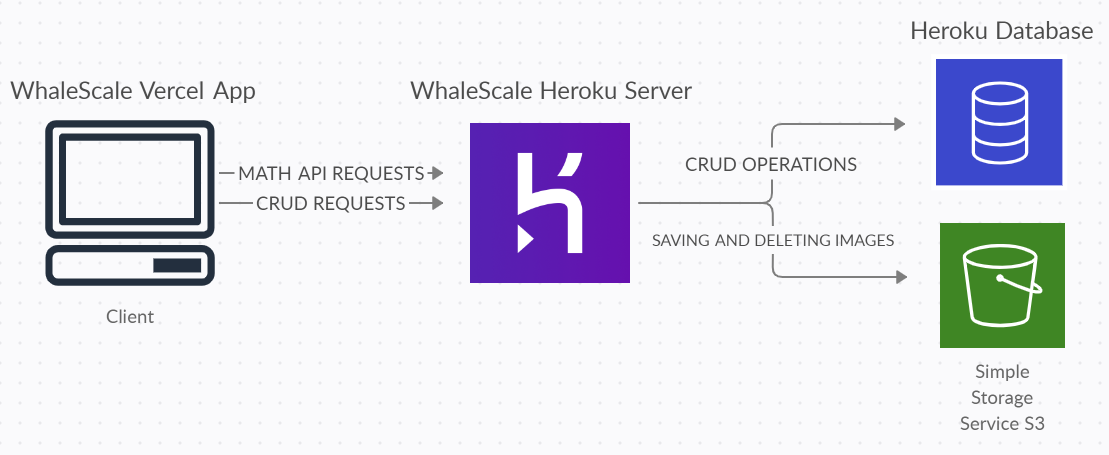 WhaleScale Vercel App
MATH API REQUESTS
CRUD REQUESTS
Client
WhaleScale Heroku Server
CRUD OPERATIONS
SAVING AND DELETING IMAGES
Heroku Database
Simple
Storage
Service S3